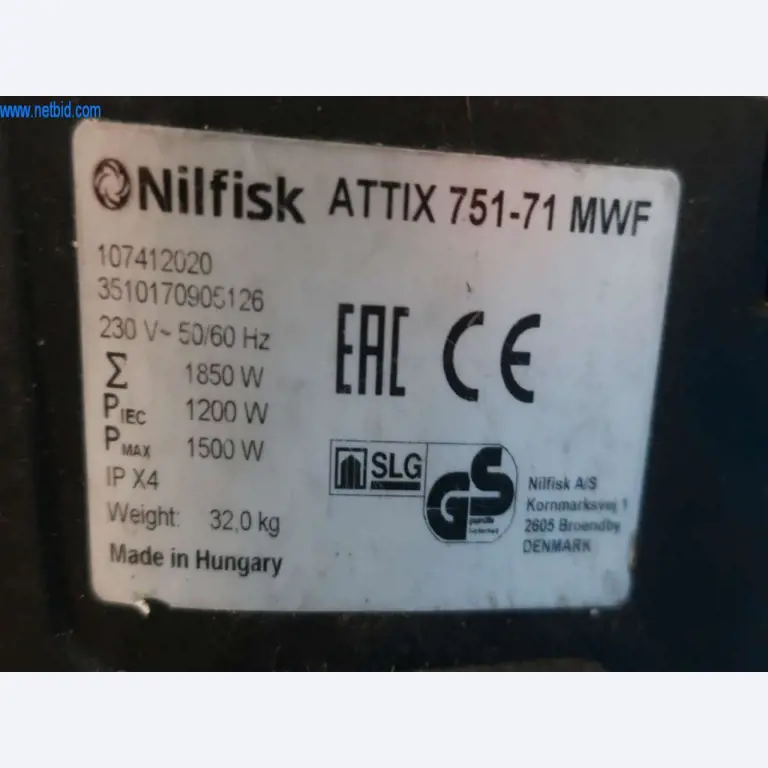 www.netbid.com
Nilfisk ATTIX 751-71 MWF
107412020
3510170905126
230 V~ 50/60 Hz
Σ 1850 W
PIEC 1200 W
PMAX 1500 W
IP X4
Weight: 32,0 kg
Made in Hungary
EAC CE
SLG
GS
geprüfte
Sicherheit
Nilfisk A/S
Kornmarksvej 1
2605 Broendby
DENMARK